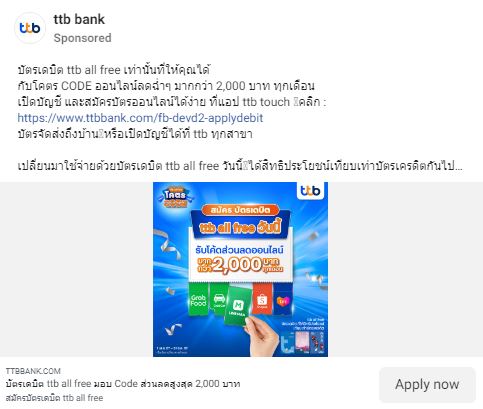 ttb bank
Sponsored
บัตรเดบิต ttb all free เท่านั้นที่ให้คุณได้
กับโคตร CODE ออนไลน์ลดฉ่ำๆ มากกว่า 2,000 บาท ทุกเดือน
เปิดบัญชี และสมัครบัตรออนไลน์ได้ง่าย ที่แอป ttb touch คลิก :
https://www.ttbbank.com/fb-devd2-applydebit
บัตรจัดส่งถึงบ้าน หรือเปิดบัญชีได้ที่ ttb ทุกสาขา
เปลี่ยนมาใช้จ่ายด้วยบัตรเดบิต ttb all free วันนี้ ได้สิทธิประโยชน์เทียบเท่าบัตรเครดิตกันไป...
ttb
โคตร
สมัคร บัตรเดบิต
ttb all free วันนี้
รับโค้ดส่วนลดออนไลน์
มากกว่า 2,000 บาท ทุกเดือน
Grab Food
LINE MAN
Shopee
TTBBANK.COM
บัตรเดบิต ttb all free มอบ Code ส่วนลดสูงสุด 2,000 บาท
สมัครบัตรเดบิต ttb all free
Apply now